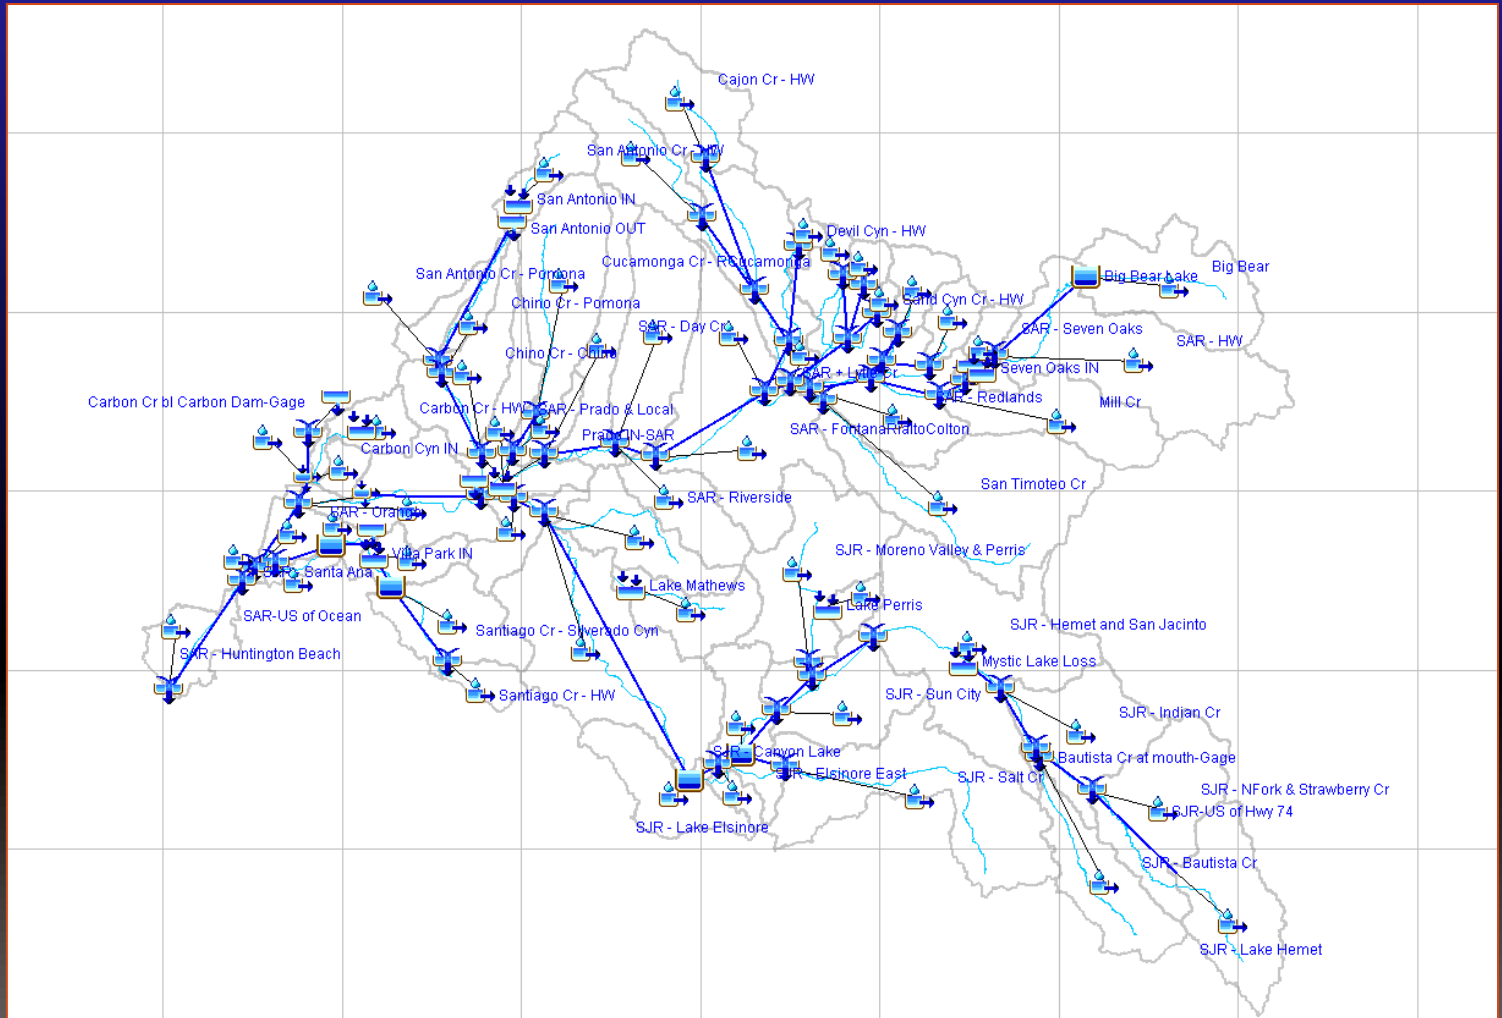 Cajon Cr - HW
San Antonio Cr - HW
San Antonio IN
San Antonio OUT
Devil Cyn - HW
Cucamonga Cr - RCucamonga
Big Bear
Big Bear Lake
San Antonio Cr - Pomona
Chino Cr - Pomona
Sand Cyn Cr - HW
SAR - Day Cr
SAR - Seven Oaks
SAR - HW
Chino Cr - Chino
Seven Oaks IN
SAR + Lytle Cr
SAR - Redlands
Mill Cr
Carbon Cr bl Carbon Dam-Gage
Carbon Cr - HW
SAR - Prado & Local
SAR - FontanaRialtoColton
Prado IN-SAR
Carbon Cyn IN
San Timoteo Cr
SAR - Riverside
SAR - Orange
SJR - Moreno Valley & Perris
Villa Park IN
SAR - Santa Ana
Lake Mathews
Lake Perris
SAR-US of Ocean
SJR - Hemet and San Jacinto
Santiago Cr - Silverado Cyn
SAR - Huntington Beach
Mystic Lake Loss
Santiago Cr - HW
SJR - Sun City
SJR - Indian Cr
SJR - Canyon Lake
Bautista Cr at mouth-Gage
SJR - Elsinore East
SJR - Salt Cr
SJR - NFork & Strawberry Cr
SJR-US of Hwy 74
SJR - Lake Elsinore
SJR - Bautista Cr
SJR - Lake Hemet